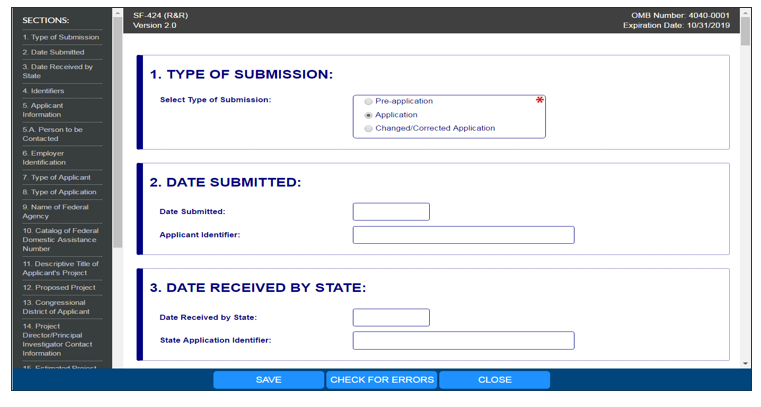 SECTIONS:
1. Type of Submission
2. Date Submitted
3. Date Received by
State
4. Identifiers
5. Applicant
Information
5.A. Person to be
Contacted
6. Employer
Identification
7. Type of Applicant
8. Type of Application
9. Name of Federal
Agency
10. Catalog of Federal
Domestic Assistance
Number
11. Descriptive Title of
Applicant's Project
12. Proposed Project
13. Congressional
District of Applicant
14. Project
Director/Principal
Investigator Contact
Information
15. Estimated Project
SF-424 (R&R)
Version 2.0
OMB Number: 4040-0001
Expiration Date: 10/31/2019
1. TYPE OF SUBMISSION:
Select Type of Submission:
Pre-application
*
Application
Changed/Corrected Application
2. DATE SUBMITTED:
Date Submitted:
Applicant Identifier:
3. DATE RECEIVED BY STATE:
Date Received by State:
State Application Identifier:
SAVE
CHECK FOR ERRORS
CLOSE